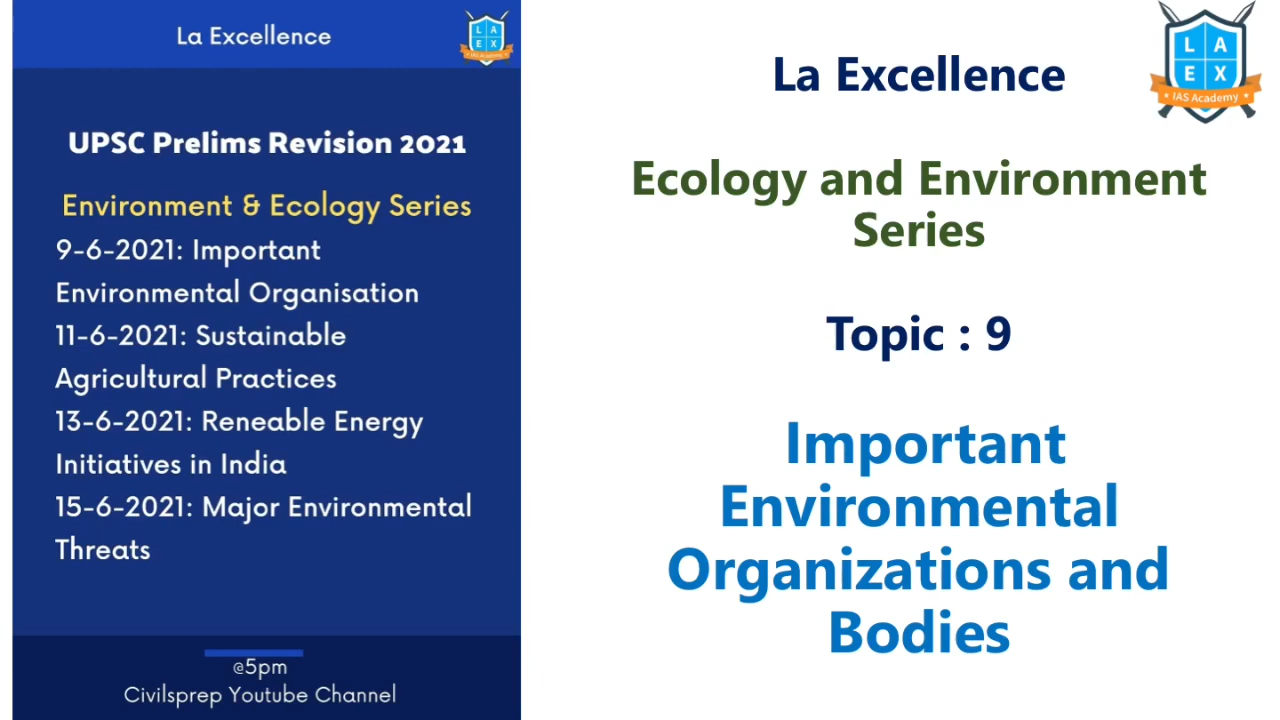 La Excellence
L A
E X
IAS Academy
UPSC Prelims Revision 2021
Environment & Ecology Series
9-6-2021: Important
Environmental Organisation
11-6-2021: Sustainable
Agricultural Practices
13-6-2021: Reneable Energy
Initiatives in India
15-6-2021: Major Environmental
Threats
@5pm
Civilsprep Youtube Channel
La Excellence
L A
E X
IAS Academy
Ecology and Environment
Series
Topic : 9
Important
Environmental
Organizations and
Bodies